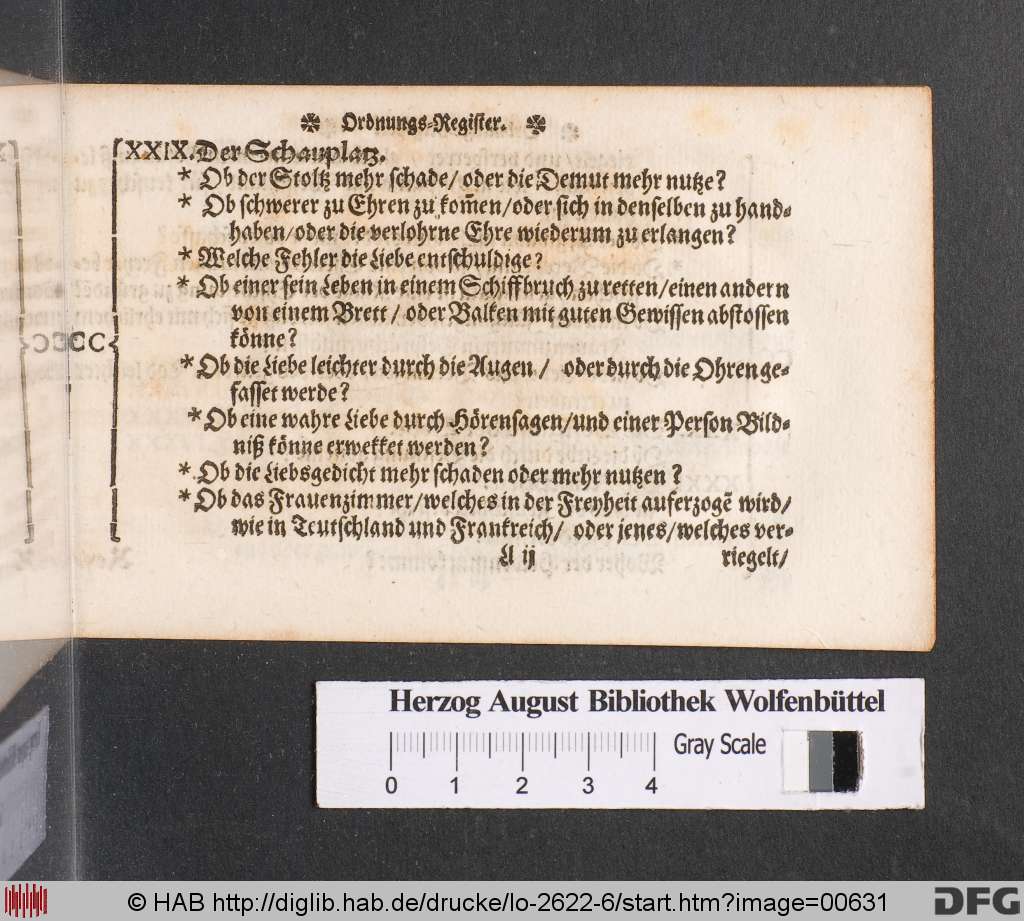 ✲ Ordnungs-Register. ✲
XXIX. Der Schauplatz.
* Ob der Stoltz mehr schade/ oder die Demut mehr nutze?
* Ob schwerer zu Ehren zu kom̃en/ oder sich in denselben zu hand-
haben/ oder die verlohrne Ehre wiederum zu erlangen?
* Welche Fehler die Liebe entschuldige?
* Ob einer sein Leben in einem Schiffbruch zu retten/ einen andern
von einem Brett/ oder Balken mit guten Gewissen abstossen
könne?
CCCC
* Ob die Liebe leichter durch die Augen/ oder durch die Ohren ge-
fasset werde?
* Ob eine wahre Liebe durch Hörensagen/ und einer Person Bild-
niß könne erwekket werden?
* Ob die Liebsgedicht mehr schaden oder mehr nutzen?
* Ob das Frauenzimmer/ welches in der Freyheit auferzogẽ wird/
wie in Teutschland und Frankreich/ oder jenes/ welches ver-
Ll ij riegelt/
Herzog August Bibliothek Wolfenbüttel
0 1 2 3 4 Gray Scale
© HAB http://diglib.hab.de/drucke/lo-2622-6/start.htm?image=00631
DFG